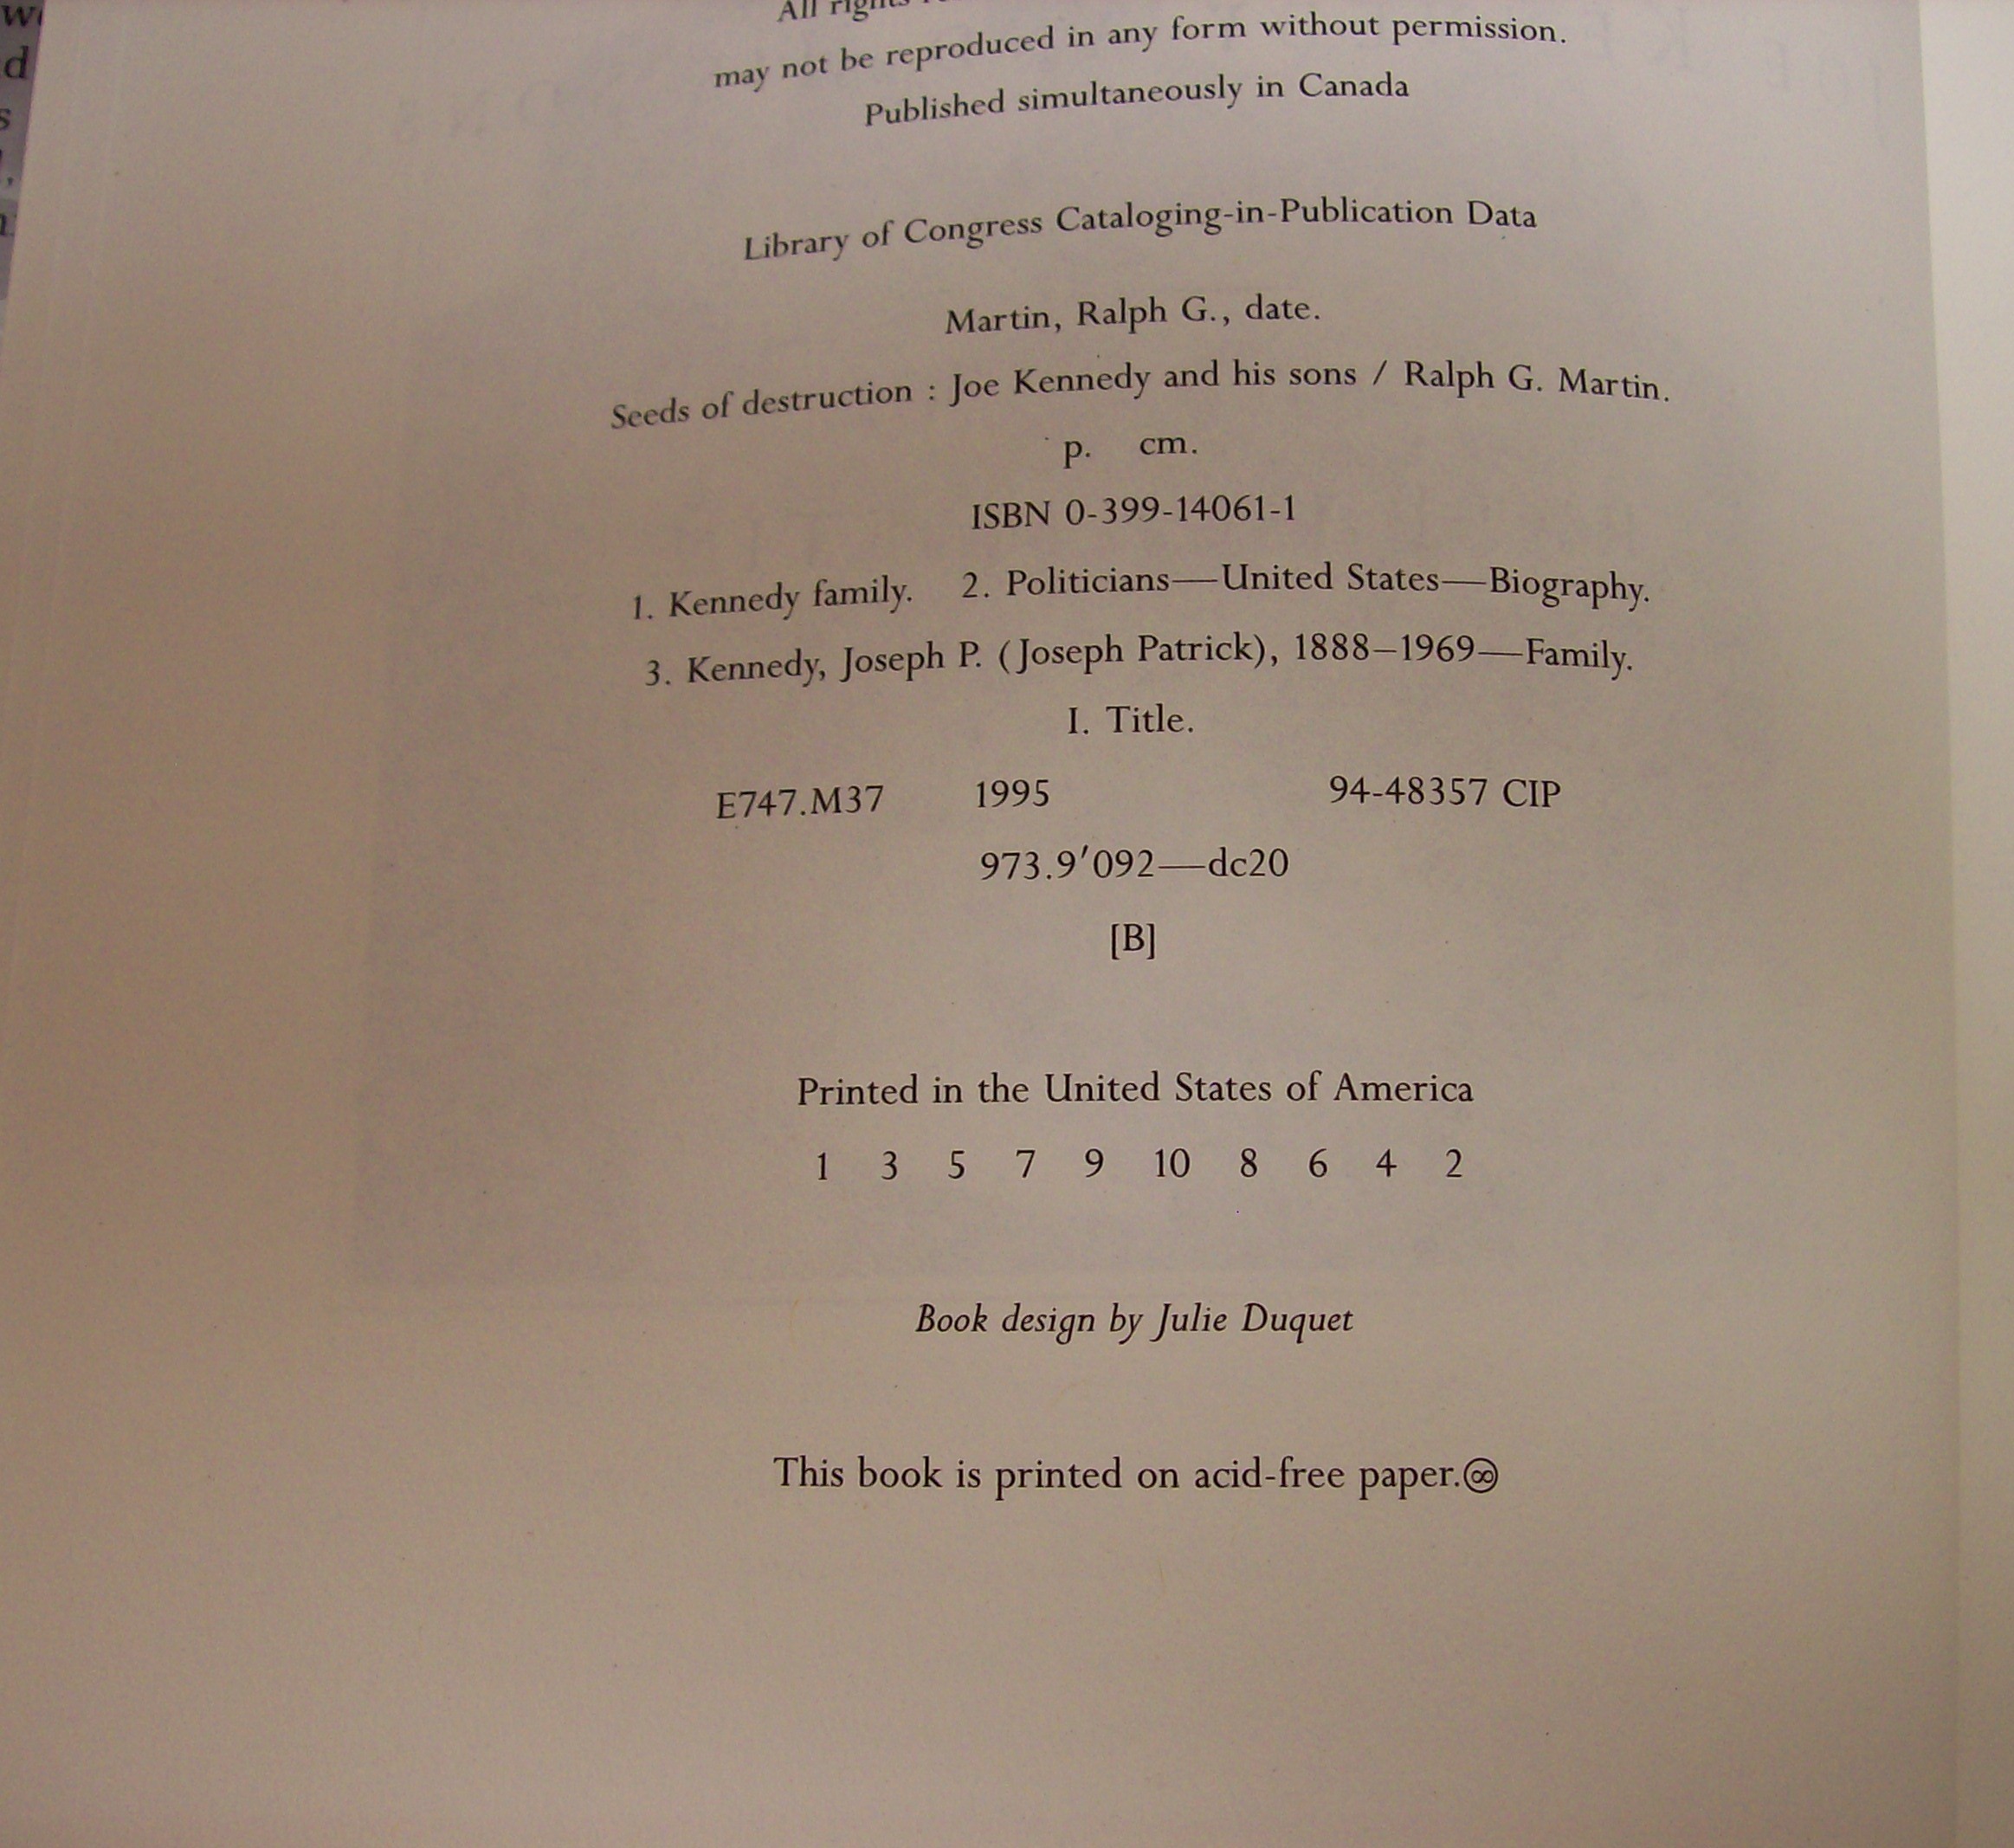 All rights
may not be reproduced in any form without permission.
Published simultaneously in Canada
Library of Congress Cataloging-in-Publication Data
Martin, Ralph G., date.
Seeds of destruction : Joe Kennedy and his sons / Ralph G. Martin.
p. cm.
ISBN 0-399-14061-1
1. Kennedy family. 2. Politicians—United States—Biography.
3. Kennedy, Joseph P. (Joseph Patrick), 1888–1969—Family.
I. Title.
E747.M37 1995 94-48357 CIP
973.9′092—dc20
[B]
Printed in the United States of America
1 3 5 7 9 10 8 6 4 2
Book design by Julie Duquet
This book is printed on acid-free paper.♾